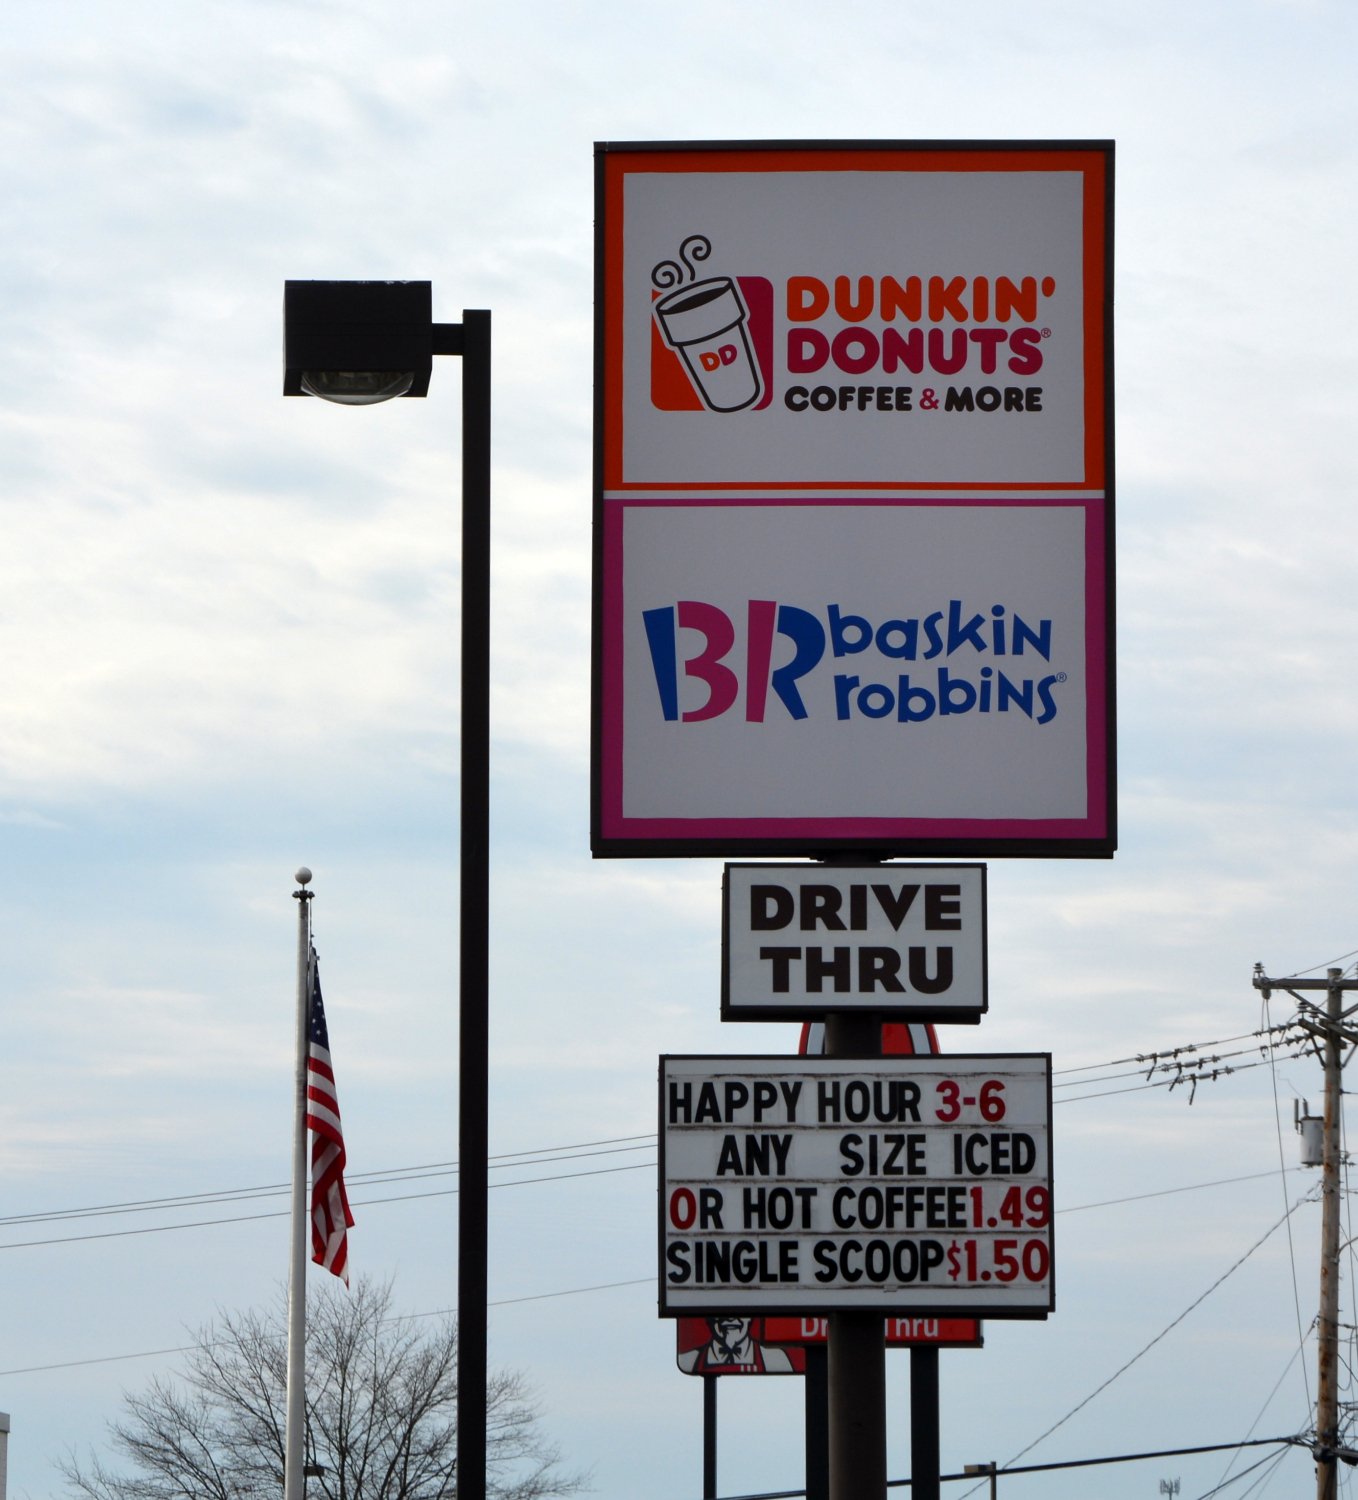 DD
DUNKIN'
DONUTS®
COFFEE & MORE
BR
baskin
robbins®
DRIVE
THRU
HAPPY HOUR 3-6
ANY SIZE ICED
OR HOT COFFEE 1.49
SINGLE SCOOP $1.50
Thru